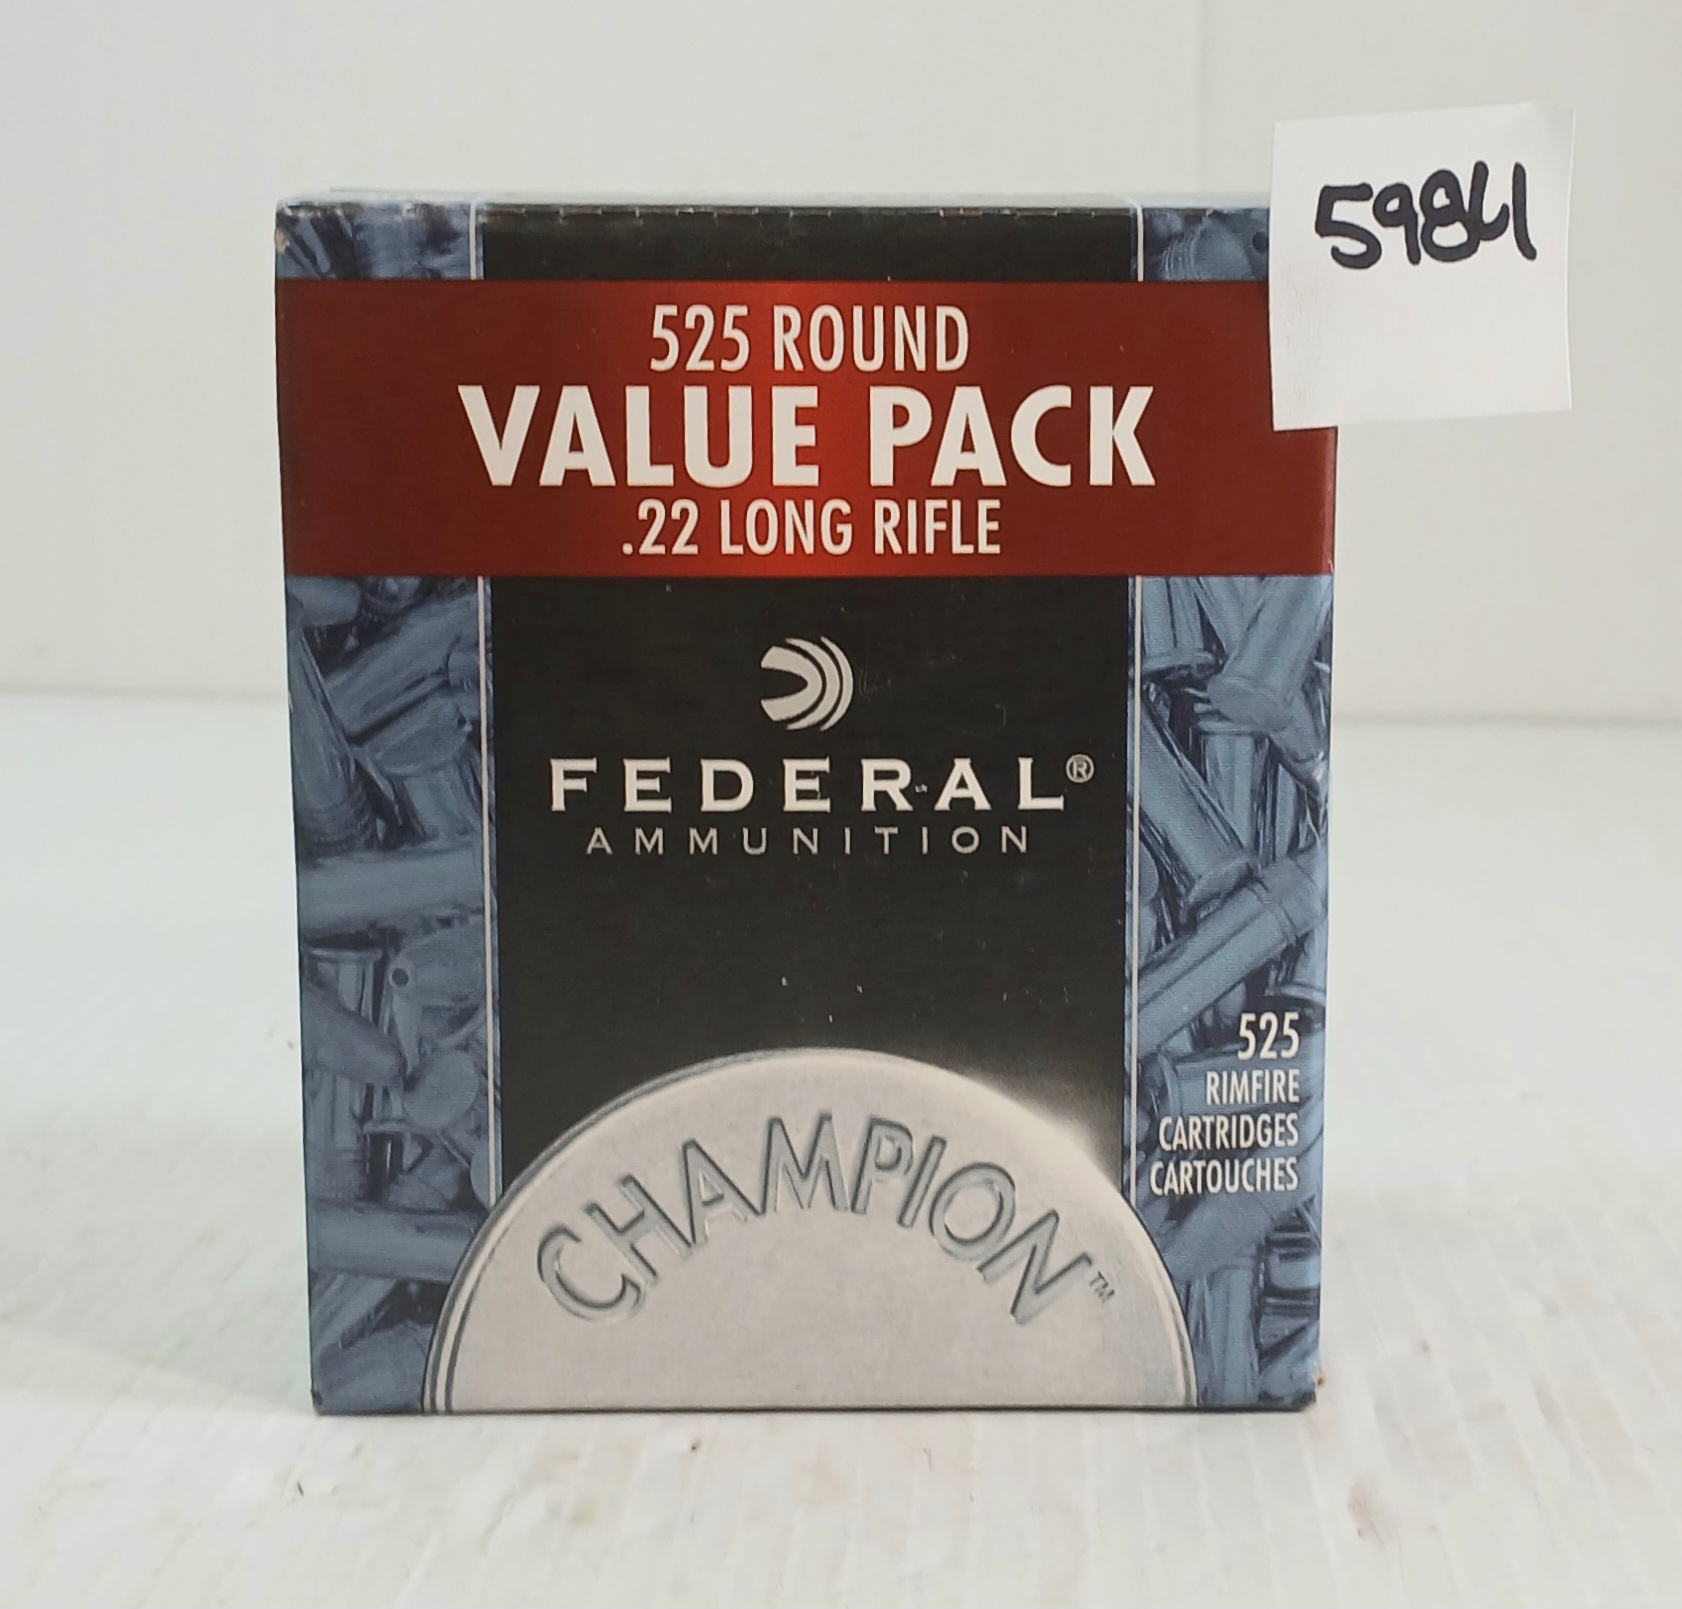 5984
525 ROUND
VALUE PACK
.22 LONG RIFLE
FEDERAL®
AMMUNITION
525
RIMFIRE
CARTRIDGES
CARTOUCHES
CHAMPION™